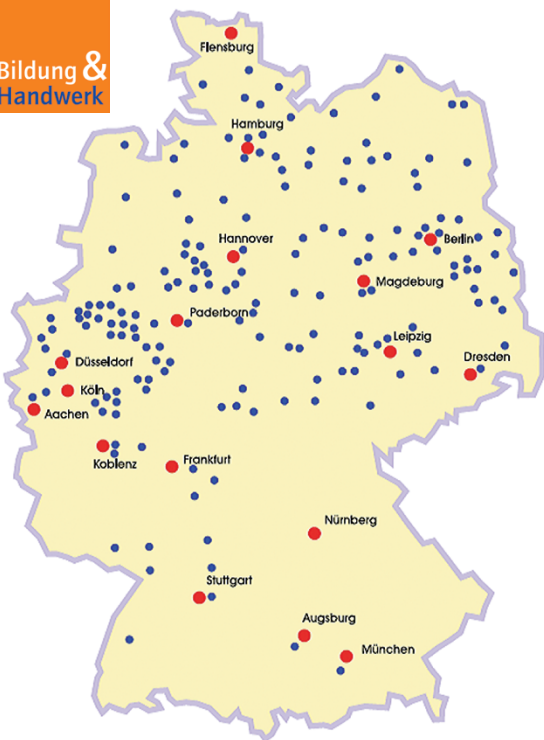 Bildung &
Handwerk
Flensburg
Hamburg
Hannover
Berlin
Magdeburg
Paderborn
Leipzig
Düsseldorf
Dresden
Köln
Aachen
Koblenz
Frankfurt
Nürnberg
Stuttgart
Augsburg
München